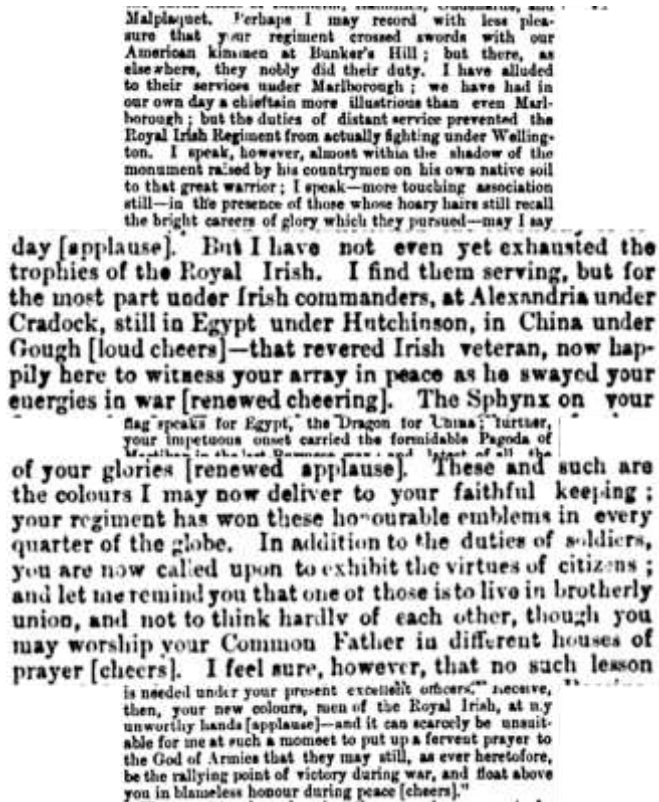 Malplaquet. Perhaps I may record with less plea-
sure that your regiment crossed swords with our
American kinsmen at Bunker's Hill ; but there, as
elsewhere, they nobly did their duty. I have alluded
to their services under Marlborough ; we have had in
our own day a chieftain more illustrious than even Marl-
borough ; but the duties of distant service prevented the
Royal Irish Regiment from actually fighting under Welling-
ton. I speak, however, almost within the shadow of the
monument raised by his countrymen on his own native soil
to that great warrior ; I speak—more touching association
still—in the presence of those whose hoary hairs still recall
the bright careers of glory which they pursued—may I say
day [applause]. But I have not even yet exhausted the
trophies of the Royal Irish. I find them serving, but for
the most part under Irish commanders, at Alexandria under
Cradock, still in Egypt under Hutchinson, in China under
Gough [loud cheers]—that revered Irish veteran, now hap-
pily here to witness your array in peace as he swayed your
energies in war [renewed cheering]. The Sphynx on your
flag speaks for Egypt, the Dragon for China ; further,
your impetuous onset carried the formidable Pagoda of
of your glories [renewed applause]. These and such are
the colours I may now deliver to your faithful keeping ;
your regiment has won these honourable emblems in every
quarter of the globe. In addition to the duties of soldiers,
you are now called upon to exhibit the virtues of citizens ;
and let me remind you that one of those is to live in brotherly
union, and not to think hardly of each other, though you
may worship your Common Father in different houses of
prayer [cheers]. I feel sure, however, that no such lesson
is needed under your present excellent officers. Receive,
then, your new colours, men of the Royal Irish, at my
unworthy hands [applause]—and it can scarcely be unsuit-
able for me at such a moment to put up a fervent prayer to
the God of Armies that they may still, as ever heretofore,
be the rallying point of victory during war, and float above
you in blameless honour during peace [cheers]."